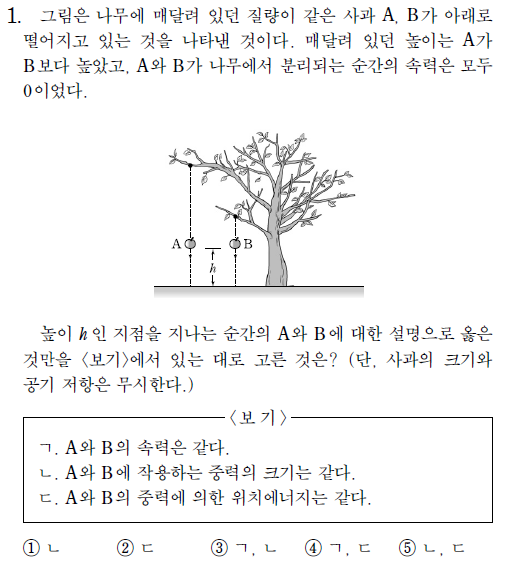 1. 그림은 나무에 매달려 있던 질량이 같은 사과 A, B가 아래로
떨어지고 있는 것을 나타낸 것이다. 매달려 있던 높이는 A가
B보다 높았고, A와 B가 나무에서 분리되는 순간의 속력은 모두
0이었다.
A B
h
높이 h인 지점을 지나는 순간의 A와 B에 대한 설명으로 옳은
것만을 <보기>에서 있는 대로 고른 것은? (단, 사과의 크기와
공기 저항은 무시한다.)
<보 기>
ㄱ. A와 B의 속력은 같다.
ㄴ. A와 B에 작용하는 중력의 크기는 같다.
ㄷ. A와 B의 중력에 의한 위치에너지는 같다.
① ㄴ ② ㄷ ③ ㄱ, ㄴ ④ ㄱ, ㄷ ⑤ ㄴ, ㄷ